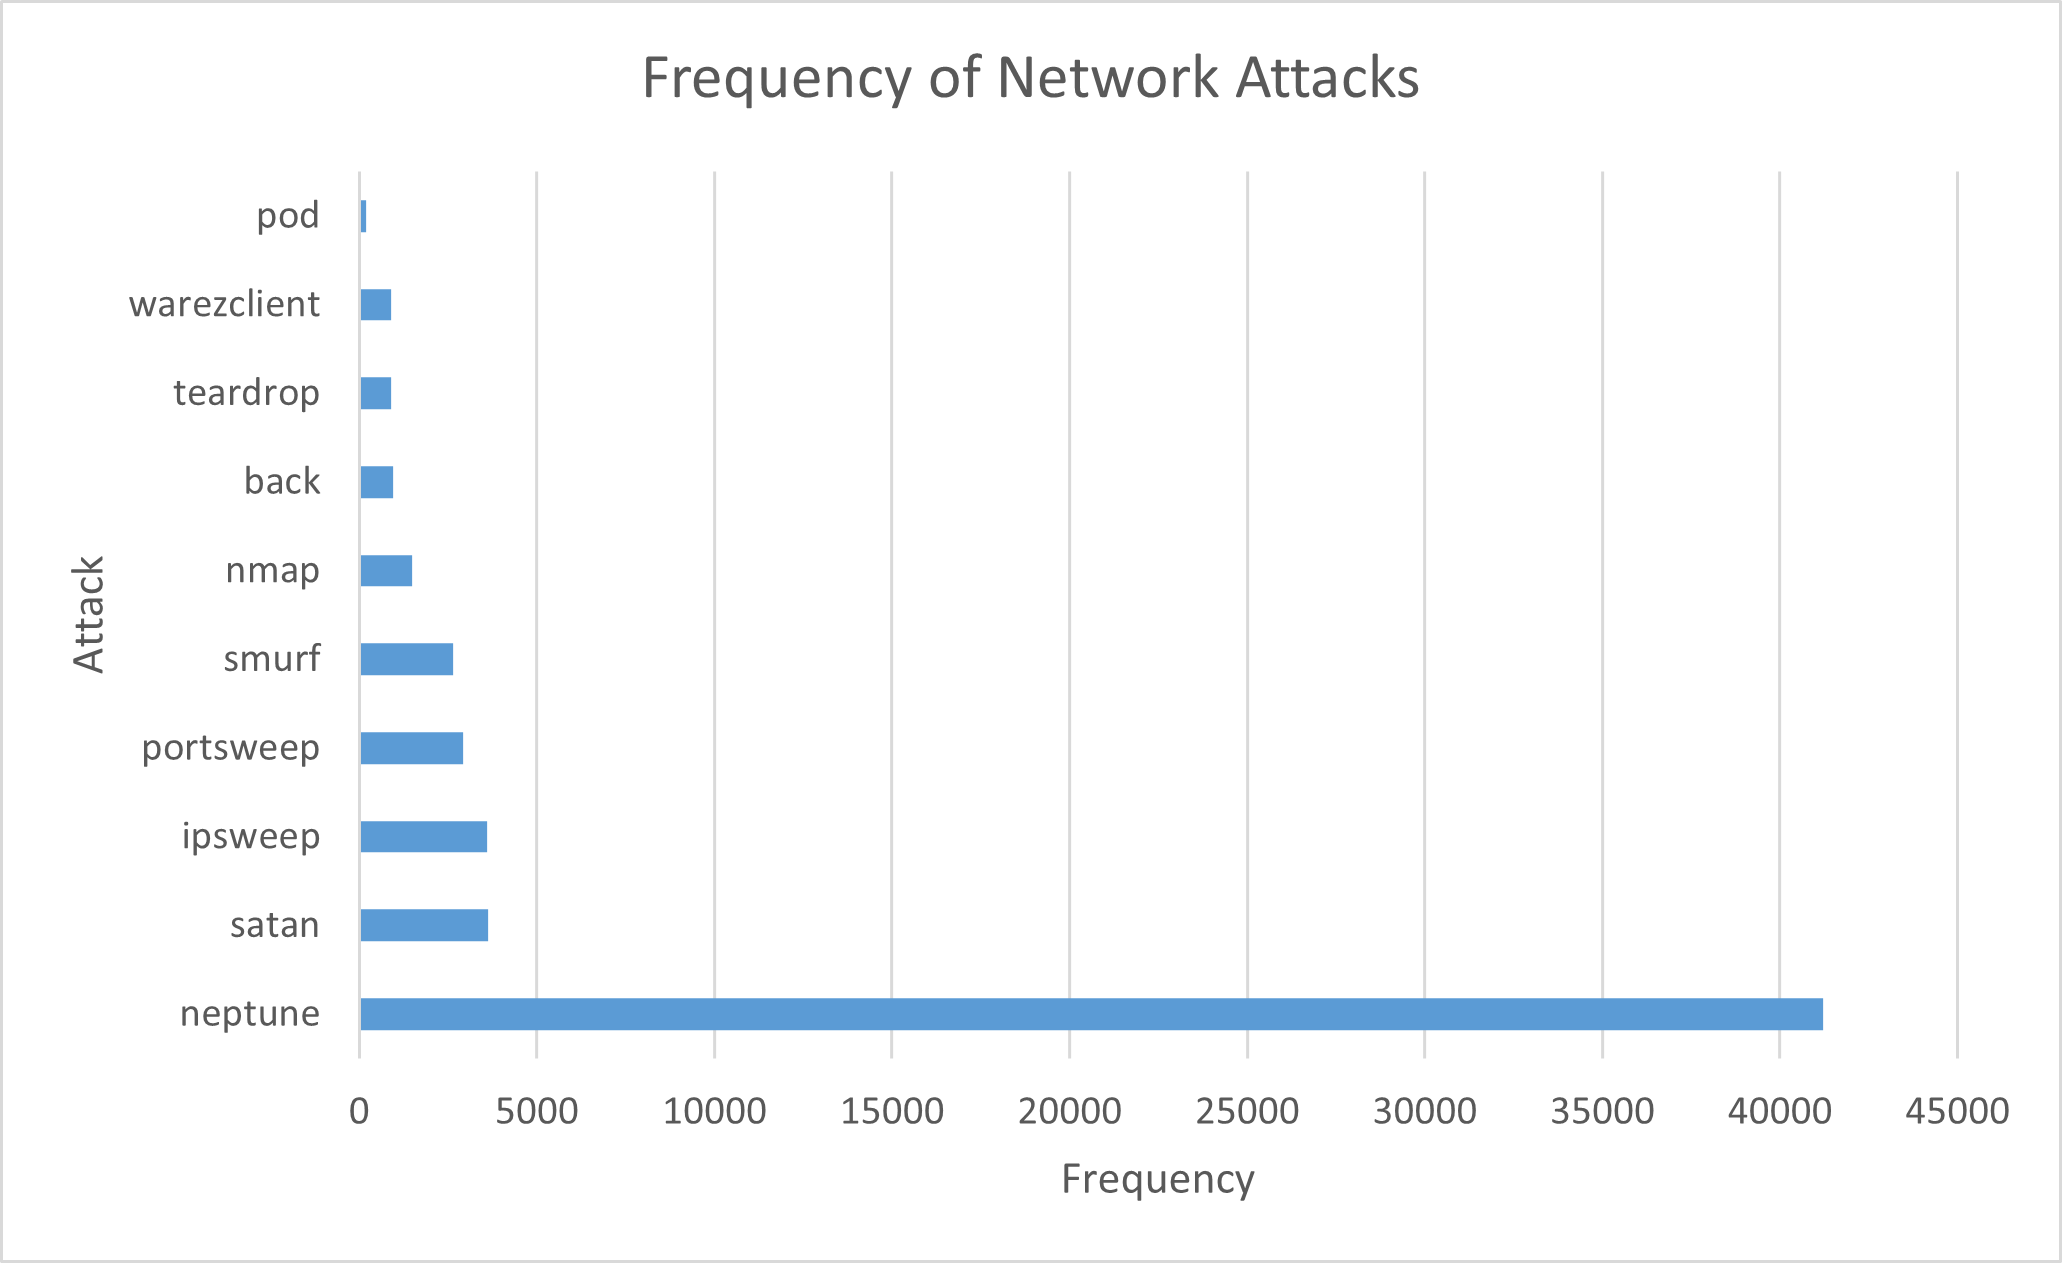 Frequency of Network Attacks
pod
warezclient
teardrop
back
nmap
smurf
portsweep
ipsweep
satan
neptune
Attack
0 5000 10000 15000 20000 25000 30000 35000 40000 45000
Frequency